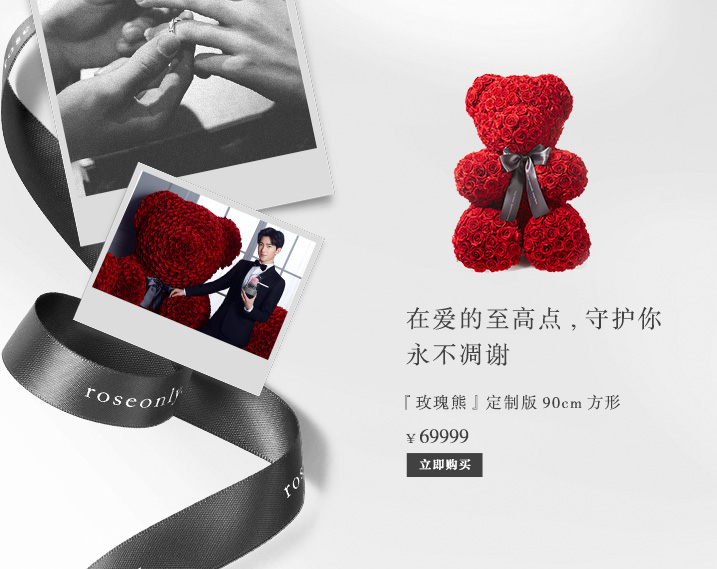 roseonly
在爱的至高点，守护你
永不凋谢
『玫瑰熊』定制版 90cm 方形
¥ 69999
立即购买